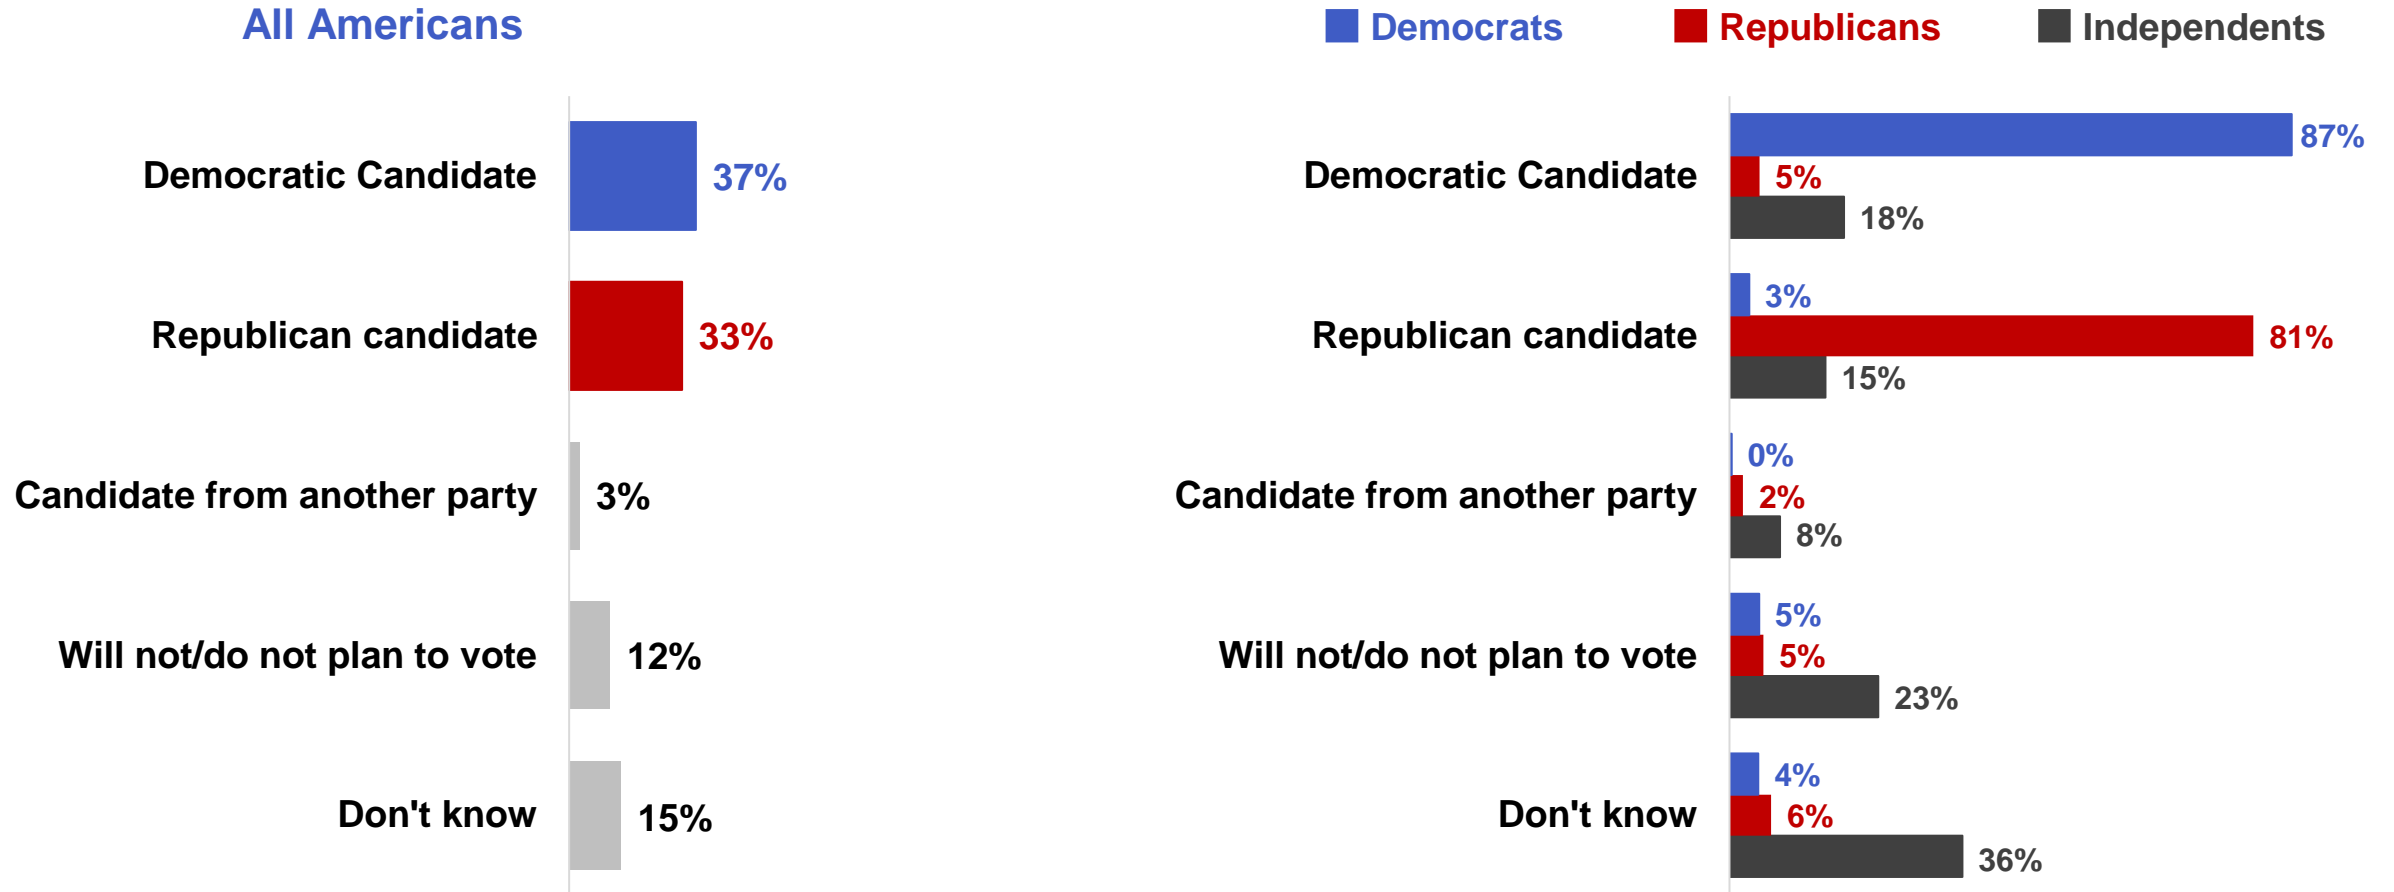 All Americans
Democratic Candidate 37%
Republican candidate 33%
Candidate from another party 3%
Will not/do not plan to vote 12%
Don't know 15%
Democrats Republicans Independents
Democratic Candidate
87%
5%
18%
Republican candidate
3%
81%
15%
Candidate from another party
0%
2%
8%
Will not/do not plan to vote
5%
5%
23%
Don't know
4%
6%
36%